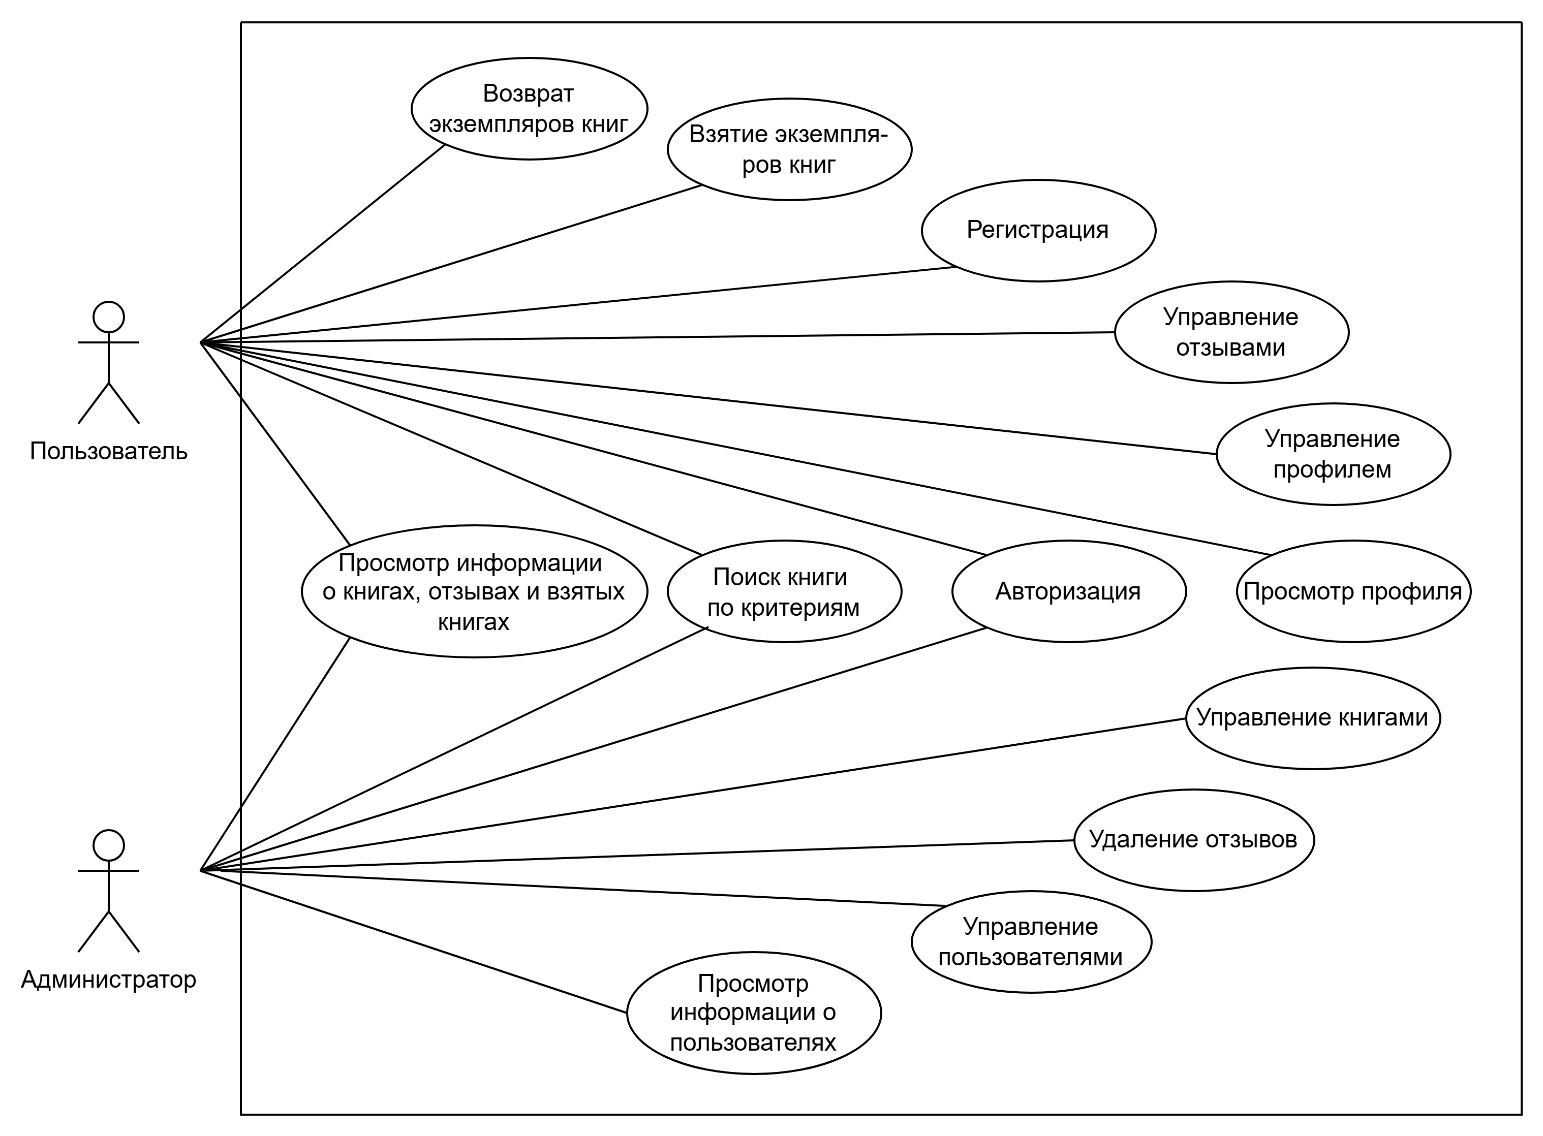 Возврат
экземпляров книг
Взятие экземпля-
ров книг
Регистрация
Управление
отзывами
Пользователь
Управление
профилем
Просмотр информации
о книгах, отзывах и взятых
книгах
Поиск книги
по критериям
Авторизация
Просмотр профиля
Управление книгами
Удаление отзывов
Администратор
Управление
пользователями
Просмотр
информации о
пользователях